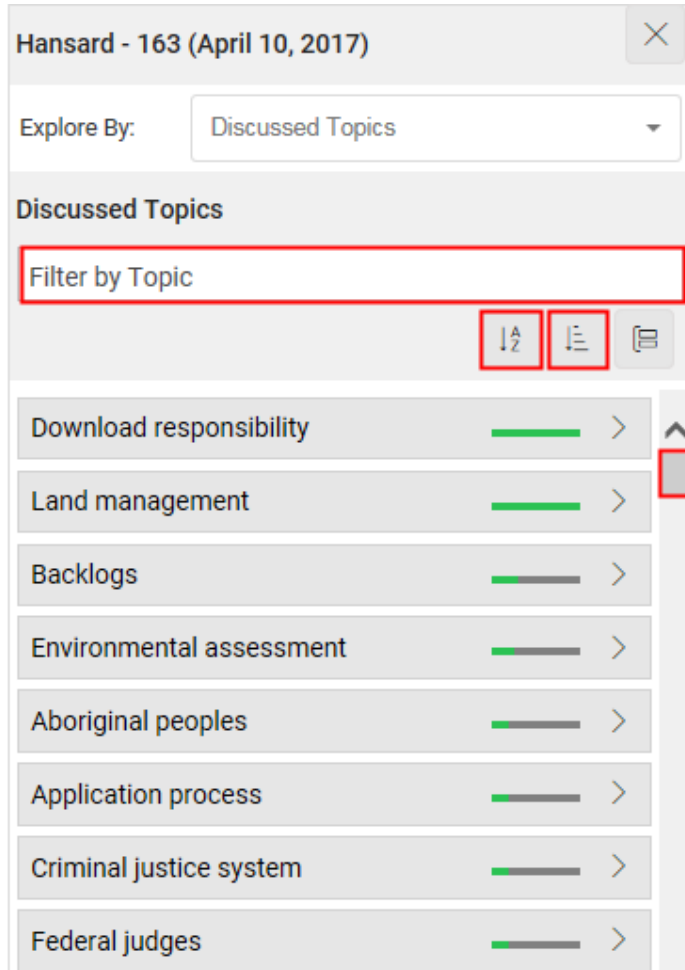 Hansard - 163 (April 10, 2017)
Explore By: Discussed Topics
Discussed Topics
Filter by Topic
A
Z
Download responsibility
Land management
Backlogs
Environmental assessment
Aboriginal peoples
Application process
Criminal justice system
Federal judges